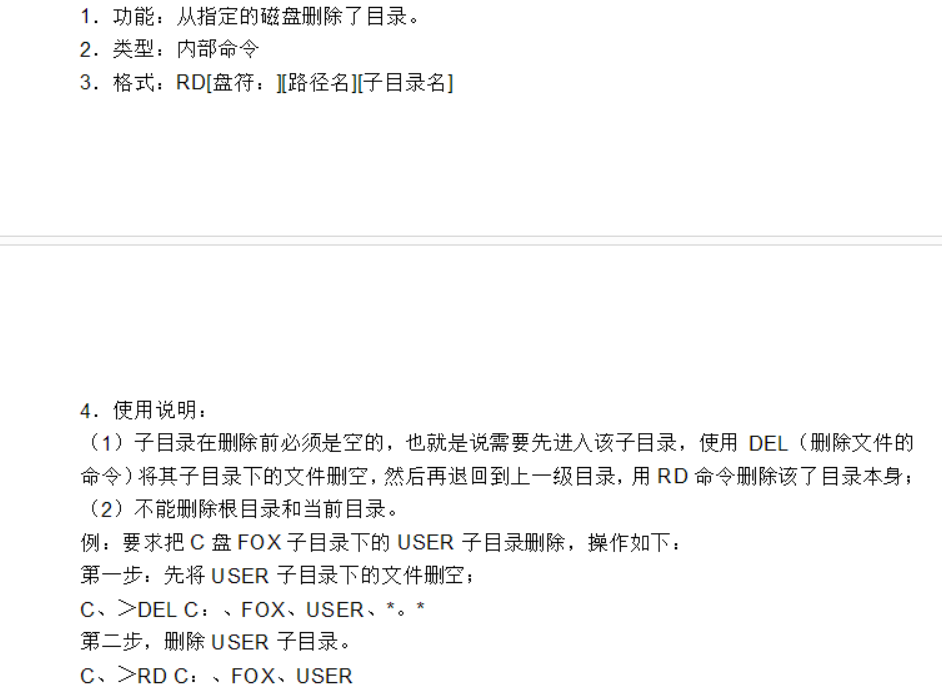 1．功能：从指定的磁盘删除了目录。
2．类型：内部命令
3．格式：RD[盘符：][路径名][子目录名]
4．使用说明：
（1）子目录在删除前必须是空的，也就是说需要先进入该子目录，使用 DEL（删除文件的
命令）将其子目录下的文件删空，然后再退回到上一级目录，用 RD 命令删除该了目录本身；
（2）不能删除根目录和当前目录。
例：要求把 C 盘 FOX 子目录下的 USER 子目录删除，操作如下：
第一步：先将 USER 子目录下的文件删空；
C、＞DEL C：、FOX、USER、*。*
第二步，删除 USER 子目录。
C、＞RD C：、FOX、USER